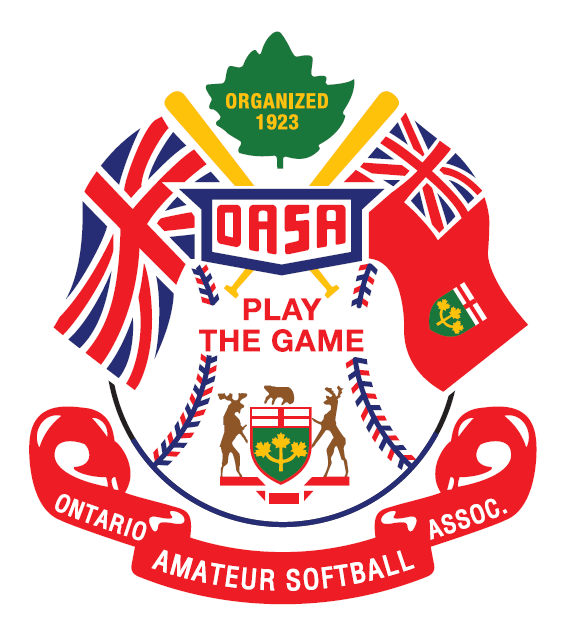 ORGANIZED
1923
OASA
PLAY
THE GAME
ONTARIO
AMATEUR SOFTBALL
ASSOC.